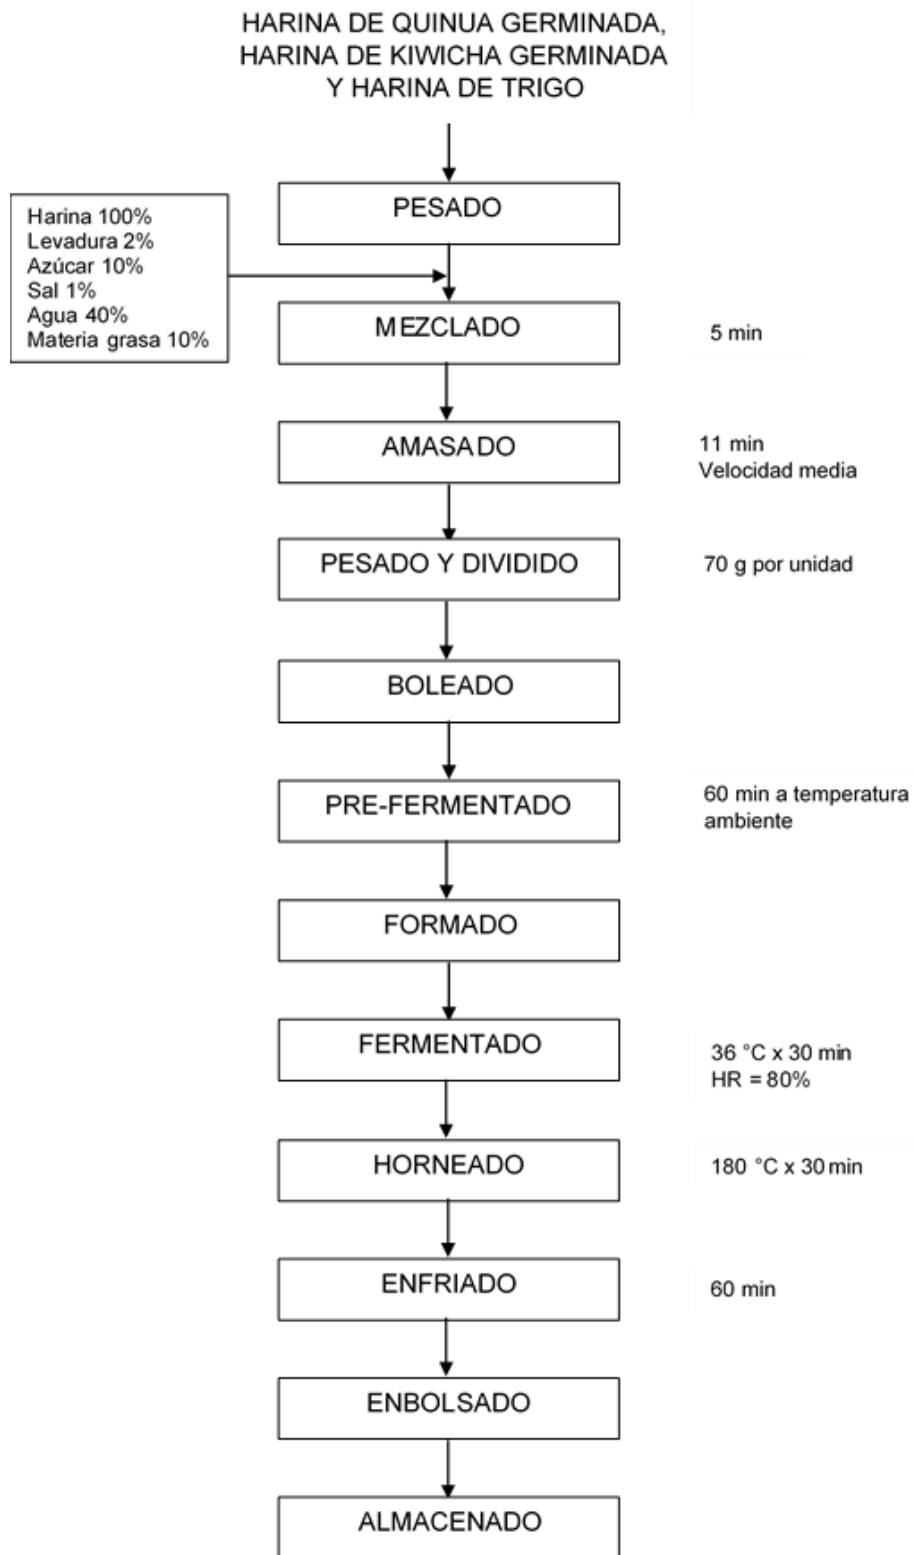 HARINA DE QUINUA GERMINADA,
HARINA DE KIWICHA GERMINADA
Y HARINA DE TRIGO
PESADO
Harina 100%
Levadura 2%
Azúcar 10%
Sal 1%
Agua 40%
Materia grasa 10%
MEZCLADO
5 min
AMASADO
11 min
Velocidad media
PESADO Y DIVIDIDO
70 g por unidad
BOLEADO
PRE-FERMENTADO
60 min a temperatura
ambiente
FORMADO
FERMENTADO
36 °C x 30 min
HR = 80%
HORNEADO
180 °C x 30 min
ENFRIADO
60 min
ENBOLSADO
ALMACENADO